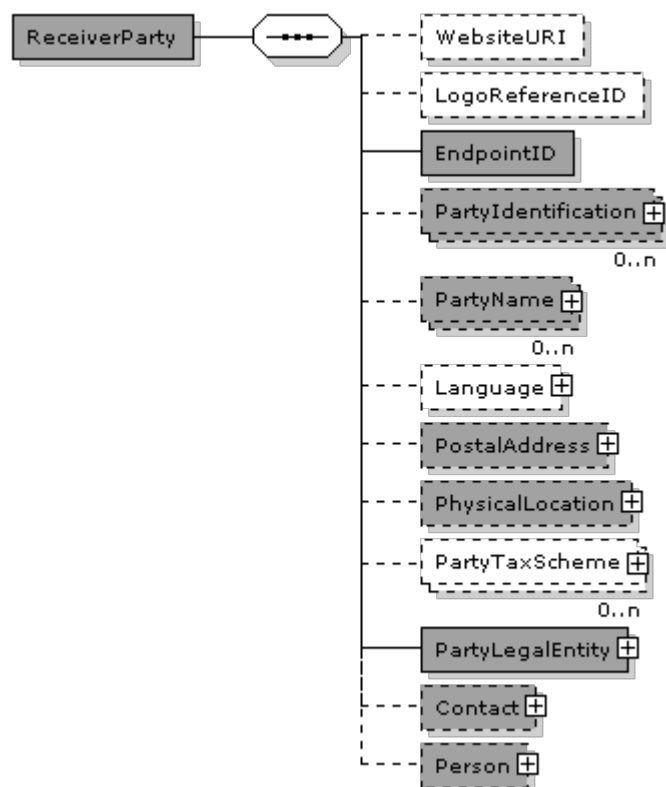 ReceiverParty
WebsiteURI
LogoReferenceID
EndpointID
PartyIdentification
0..n
PartyName
0..n
Language
PostalAddress
PhysicalLocation
PartyTaxScheme
0..n
PartyLegalEntity
Contact
Person